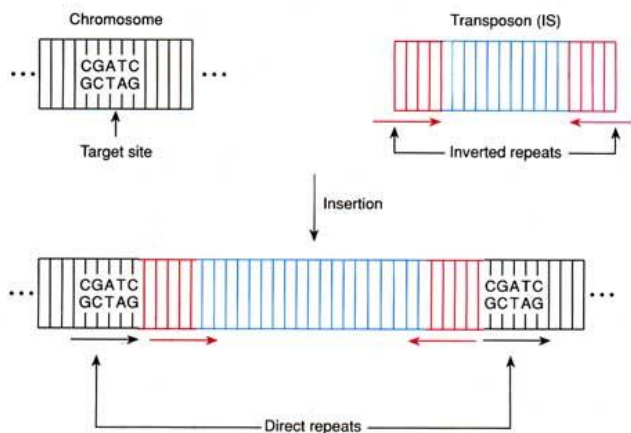 Chromosome
Transposon (IS)
... CGATC ...
GCTAG
Target site
Inverted repeats
Insertion
... CGATC CGATC ...
GCTAG GCTAG
Direct repeats